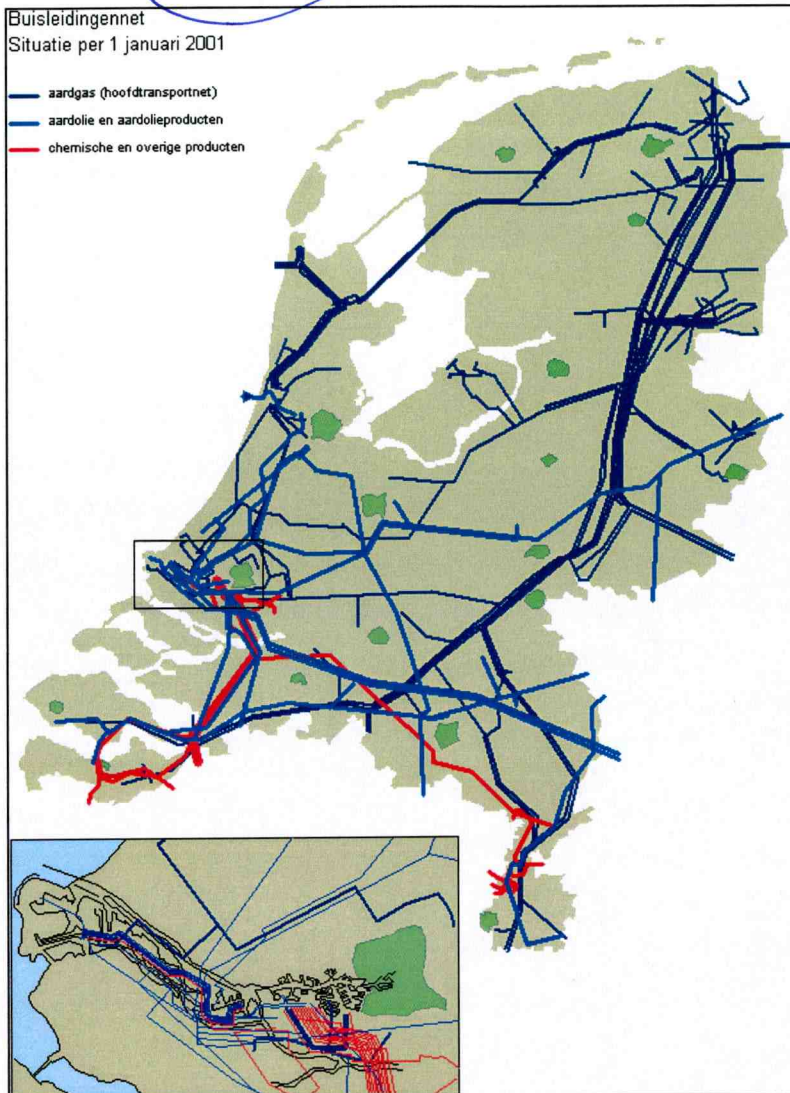 Buisleidingennet
Situatie per 1 januari 2001
aardgas (hoofdtransportnet)
aardolie en aardolieproducten
chemische en overige producten